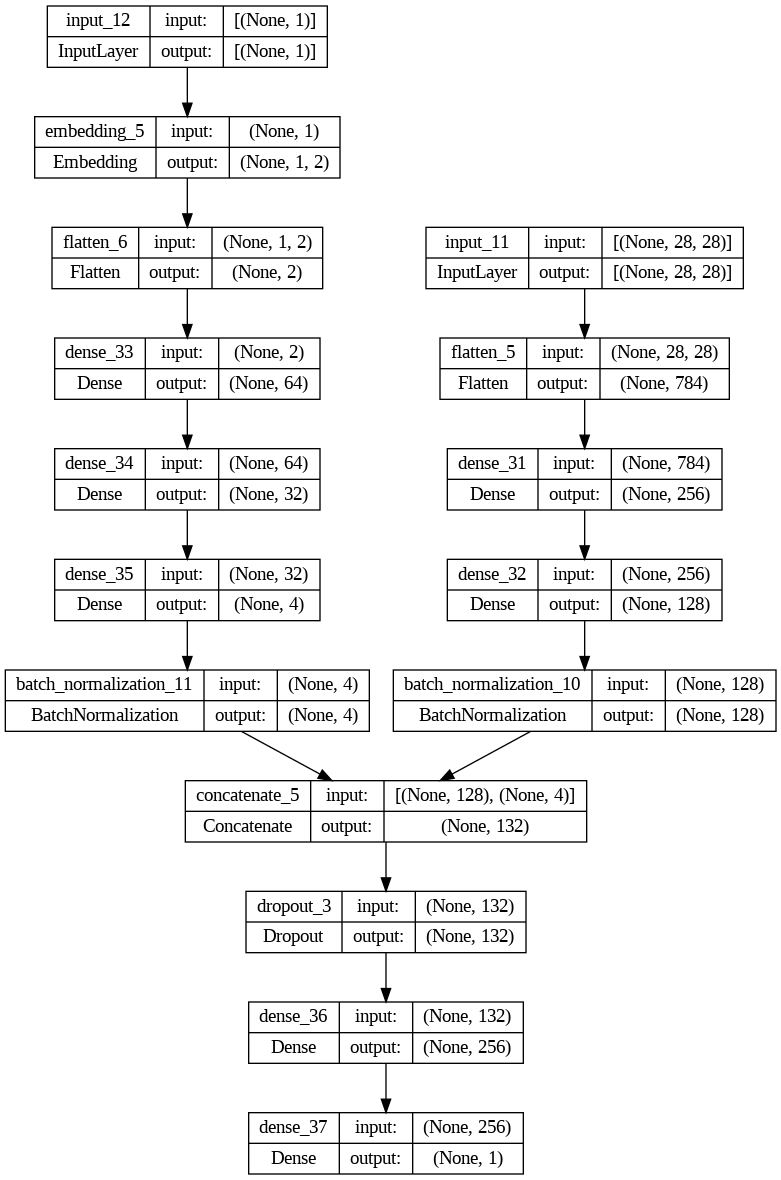 input_12 input: [(None, 1)]
InputLayer output: [(None, 1)]
embedding_5 input: (None, 1)
Embedding output: (None, 1, 2)
flatten_6 input: (None, 1, 2)
Flatten output: (None, 2)
input_11 input: [(None, 28, 28)]
InputLayer output: [(None, 28, 28)]
dense_33 input: (None, 2)
Dense output: (None, 64)
flatten_5 input: (None, 28, 28)
Flatten output: (None, 784)
dense_34 input: (None, 64)
Dense output: (None, 32)
dense_31 input: (None, 784)
Dense output: (None, 256)
dense_35 input: (None, 32)
Dense output: (None, 4)
dense_32 input: (None, 256)
Dense output: (None, 128)
batch_normalization_11 input: (None, 4)
BatchNormalization output: (None, 4)
batch_normalization_10 input: (None, 128)
BatchNormalization output: (None, 128)
concatenate_5 input: [(None, 128), (None, 4)]
Concatenate output: (None, 132)
dropout_3 input: (None, 132)
Dropout output: (None, 132)
dense_36 input: (None, 132)
Dense output: (None, 256)
dense_37 input: (None, 256)
Dense output: (None, 1)